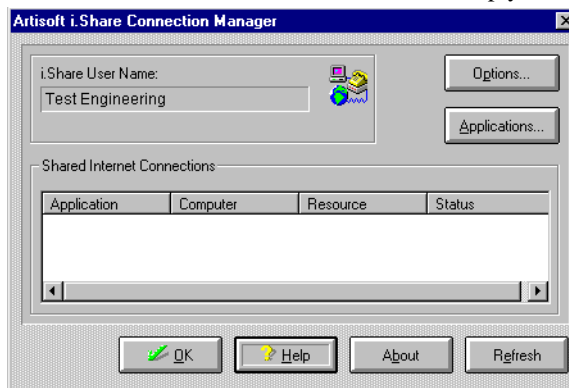 Artisoft i.Share Connection Manager
i.Share User Name:
Test Engineering
Options...
Applications...
Shared Internet Connections
Application Computer Resource Status
OK Help About Refresh